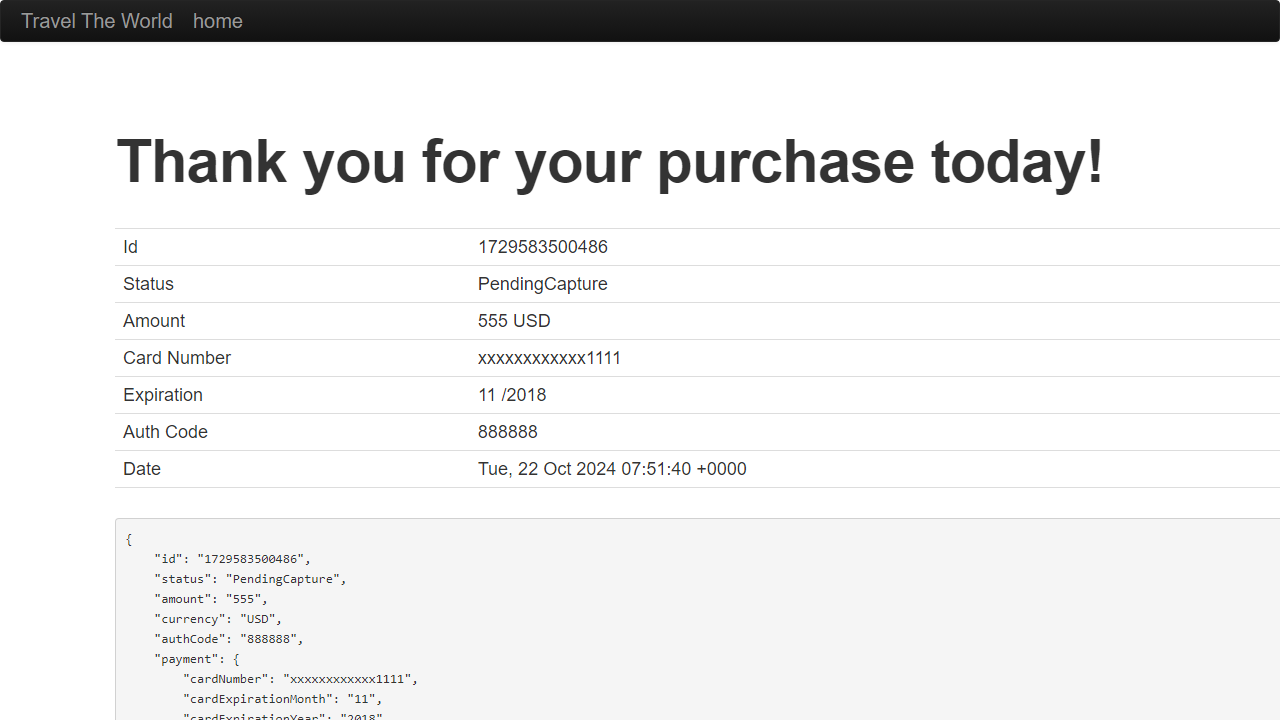 Travel The World home
Thank you for your purchase today!
Id 1729583500486
Status PendingCapture
Amount 555 USD
Card Number xxxxxxxxxxxx1111
Expiration 11 /2018
Auth Code 888888
Date Tue, 22 Oct 2024 07:51:40 +0000
{
    "id": "1729583500486",
    "status": "PendingCapture",
    "amount": "555",
    "currency": "USD",
    "authCode": "888888",
    "payment": {
        "cardNumber": "xxxxxxxxxxxx1111",
        "cardExpirationMonth": "11",
        "cardExpirationYear": "2018"